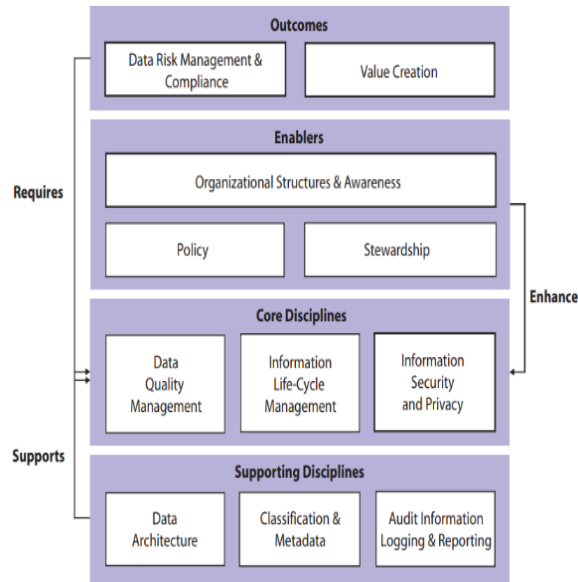 Outcomes
Data Risk Management &
Compliance
Value Creation
Enablers
Organizational Structures & Awareness
Requires
Policy
Stewardship
Enhance
Core Disciplines
Data
Quality
Management
Information
Life-Cycle
Management
Information
Security
and Privacy
Supports
Supporting Disciplines
Data
Architecture
Classification &
Metadata
Audit Information
Logging & Reporting